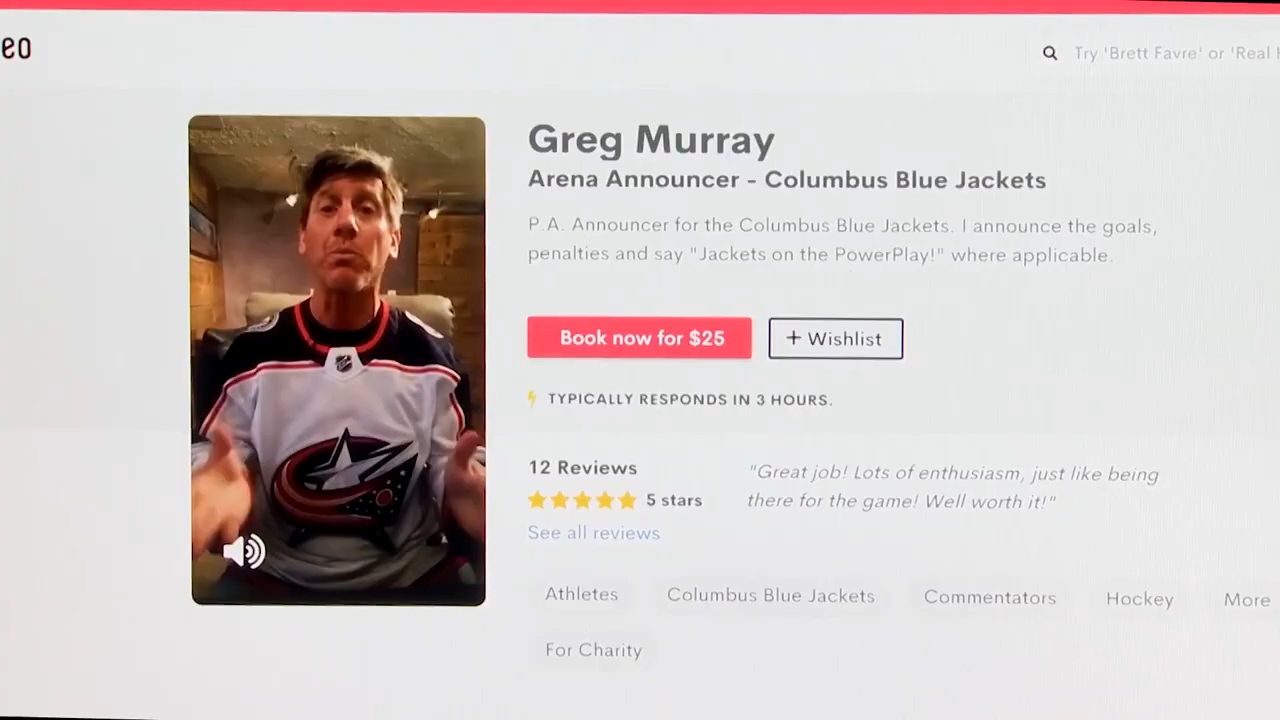 eo
Try 'Brett Favre' or 'Real
Greg Murray
Arena Announcer - Columbus Blue Jackets
P.A. Announcer for the Columbus Blue Jackets. I announce the goals,
penalties and say "Jackets on the PowerPlay!" where applicable.
Book now for $25
+ Wishlist
TYPICALLY RESPONDS IN 3 HOURS.
12 Reviews
5 stars
"Great job! Lots of enthusiasm, just like being
there for the game! Well worth it!"
See all reviews
Athletes
Columbus Blue Jackets
Commentators
Hockey
More
For Charity